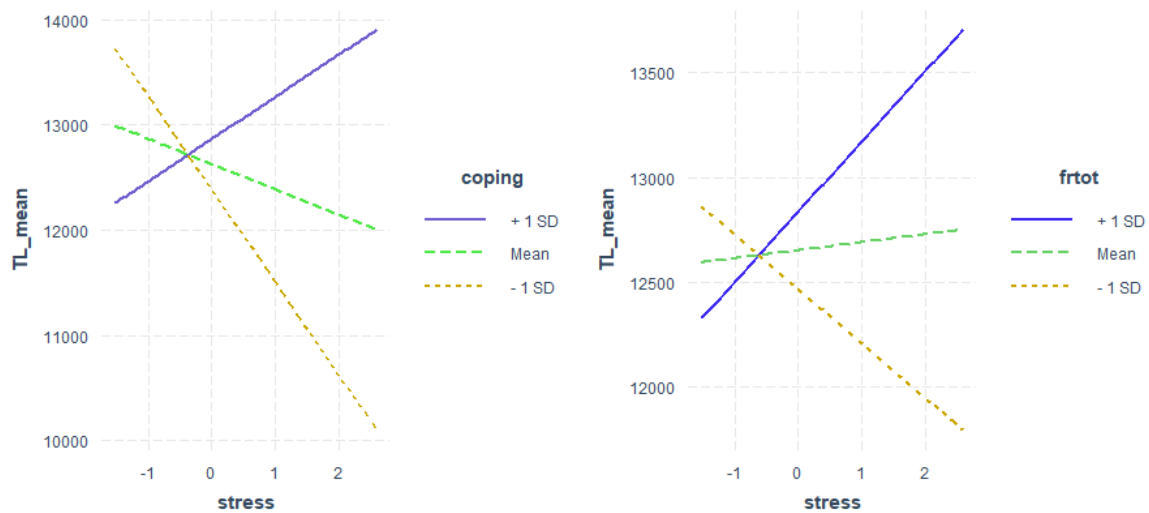 14000
13000
12000
11000
10000
TL_mean
-1 0 1 2
stress
coping
+ 1 SD
Mean
- 1 SD
13500
13000
12500
12000
TL_mean
-1 0 1 2
stress
frtot
+ 1 SD
Mean
- 1 SD